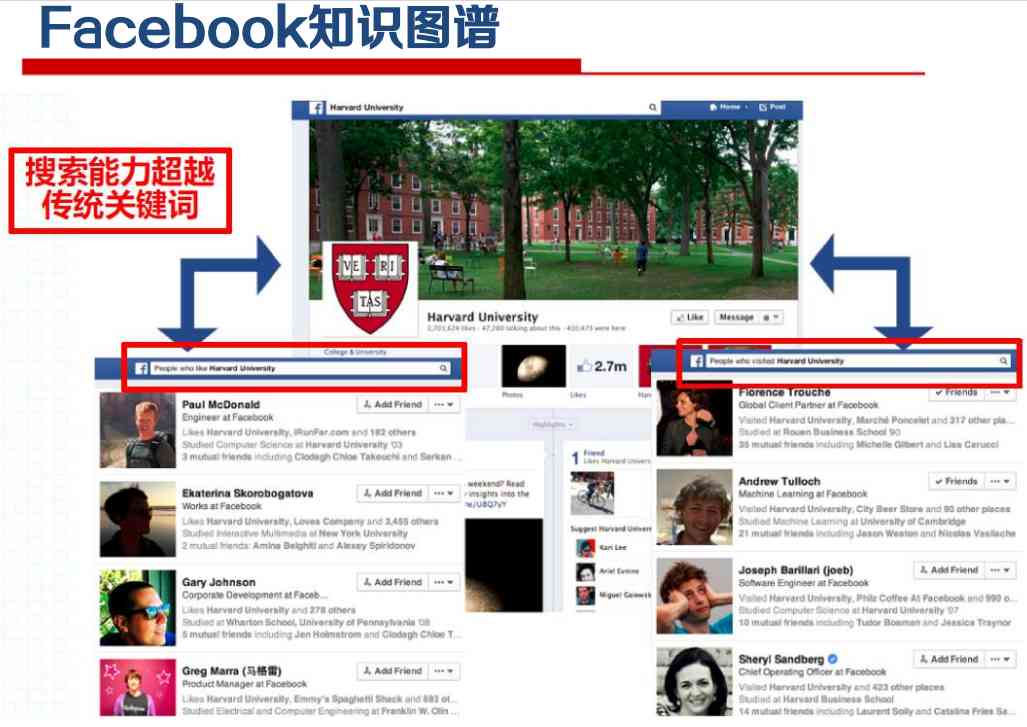 Facebook知识图谱
搜索能力超越
传统关键词
Harvard University
Home
Post
VE RI
TAS
Harvard University
2,701,624 likes · 47,280 talking about this · 410,673 were here
Like
Message
College & University
Photos
2.7m
Likes
Highlights
1 Friend
Likes Harvard Univers
weekend? Read
insights into the
Suggest Harvard Univers
Kari Lee
Ariel Evnine
People who like Harvard University
Paul McDonald
Add Friend
Engineer at Facebook
Likes Harvard University, iRunFar.com and 182 others
Studied Computer Science at Harvard University '03
3 mutual friends including Clodagh Chloe Takeuchi and Serkan ...
Ekaterina Skorobogatova
Add Friend
Works at Facebook
Likes Harvard University, Loves Company and 3,455 others
Studied Interactive Multimedia at New York University
2 mutual friends: Amina Belghiti and Alexey Spiridonov
Gary Johnson
Add Friend
Corporate Development at Faceb...
Likes Harvard University and 278 others
Studied at Wharton School, University of Pennsylvania '08
5 mutual friends including Jen Holmstrom and Clodagh Chloe T...
Greg Marra (马格雷)
Add Friend
Product Manager at Facebook
Likes Harvard University, Emmy's Spaghetti Shack and 693 ot...
Studied Electrical and Computer Engineering at Franklin W. Olin ...
People who visited Harvard University
Florence Trouche
Friends
Global Client Partner at Facebook
Visited Harvard University, Marché Poncelet and 317 other pla...
Studied at Rouen Business School 90
35 mutual friends including Michelle Gilbert and Lisa Carucci
Andrew Tulloch
Friends
Machine Learning at Facebook
Visited Harvard University, City Beer Store and 93 other places
Studied Machine Learning at University of Cambridge
21 mutual friends including Jason Weston and Nicolas Vasilache
Joseph Barillari (joeb)
Add Friend
Software Engineer at Facebook
Visited Harvard University, Philz Coffee At Facebook and 990 o...
Studied Computer Science at Harvard University '07
10 mutual friends including Tudor Bosman and Jessica Traynor
Sheryl Sandberg
Add Friend
Chief Operating Officer at Facebook
Visited Harvard University and 423 other places
Studied at Harvard Business School
14 mutual friends including Laurent Solly and Catalina Fries Sa...